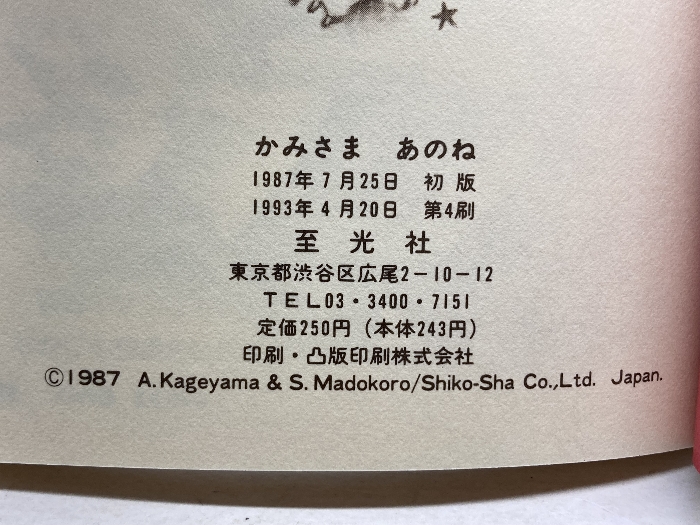 かみさま　あのね
1987年7月25日　初 版
1993年4月20日　第4刷
至 光 社
東京都渋谷区広尾2-10-12
TEL03・3400・7151
定価250円（本体243円）
印刷・凸版印刷株式会社
©1987 A.Kageyama & S.Madokoro/Shiko-Sha Co.,Ltd. Japan.